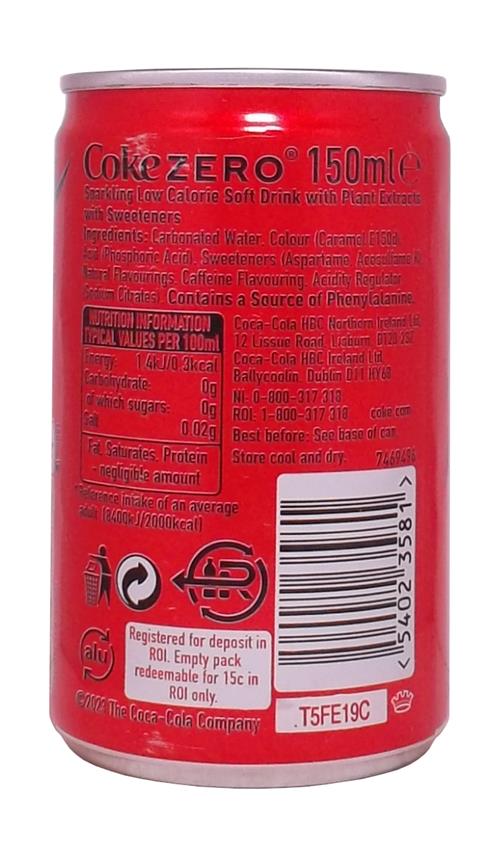 Coke ZERO® 150ml e
Sparkling Low Calorie Soft Drink with Plant Extracts
with Sweeteners
Ingredients: Carbonated Water, Colour (Caramel E150d),
Acid (Phosphoric Acid), Sweeteners (Aspartame, Acesulfame K)
Natural Flavourings, Caffeine Flavouring, Acidity Regulator
(Sodium Citrates). Contains a Source of Phenylalanine.
NUTRITION INFORMATION
TYPICAL VALUES PER 100ml
Energy: 1.4kJ/0.3kcal
Carbohydrate: 0g
of which sugars: 0g
Salt 0.02g
Fat, Saturates, Protein
- negligible amount
*Reference intake of an average
adult (8400kJ/2000kcal)
Coca-Cola HBC Northern Ireland Ltd,
12 Lissue Road, Lisburn,
Coca-Cola HBC Ireland Ltd,
Ballycoolin, Dublin D11 HY68
NI: 0-800-317 318
ROI: 1-800-317 318 coke.com
Best before: See base of can.
Store cool and dry. 7469496
< 5402 3581 >
alu
Registered for deposit in
ROI. Empty pack
redeemable for 15c in
ROI only.
.T5FE19C
The Coca-Cola Company